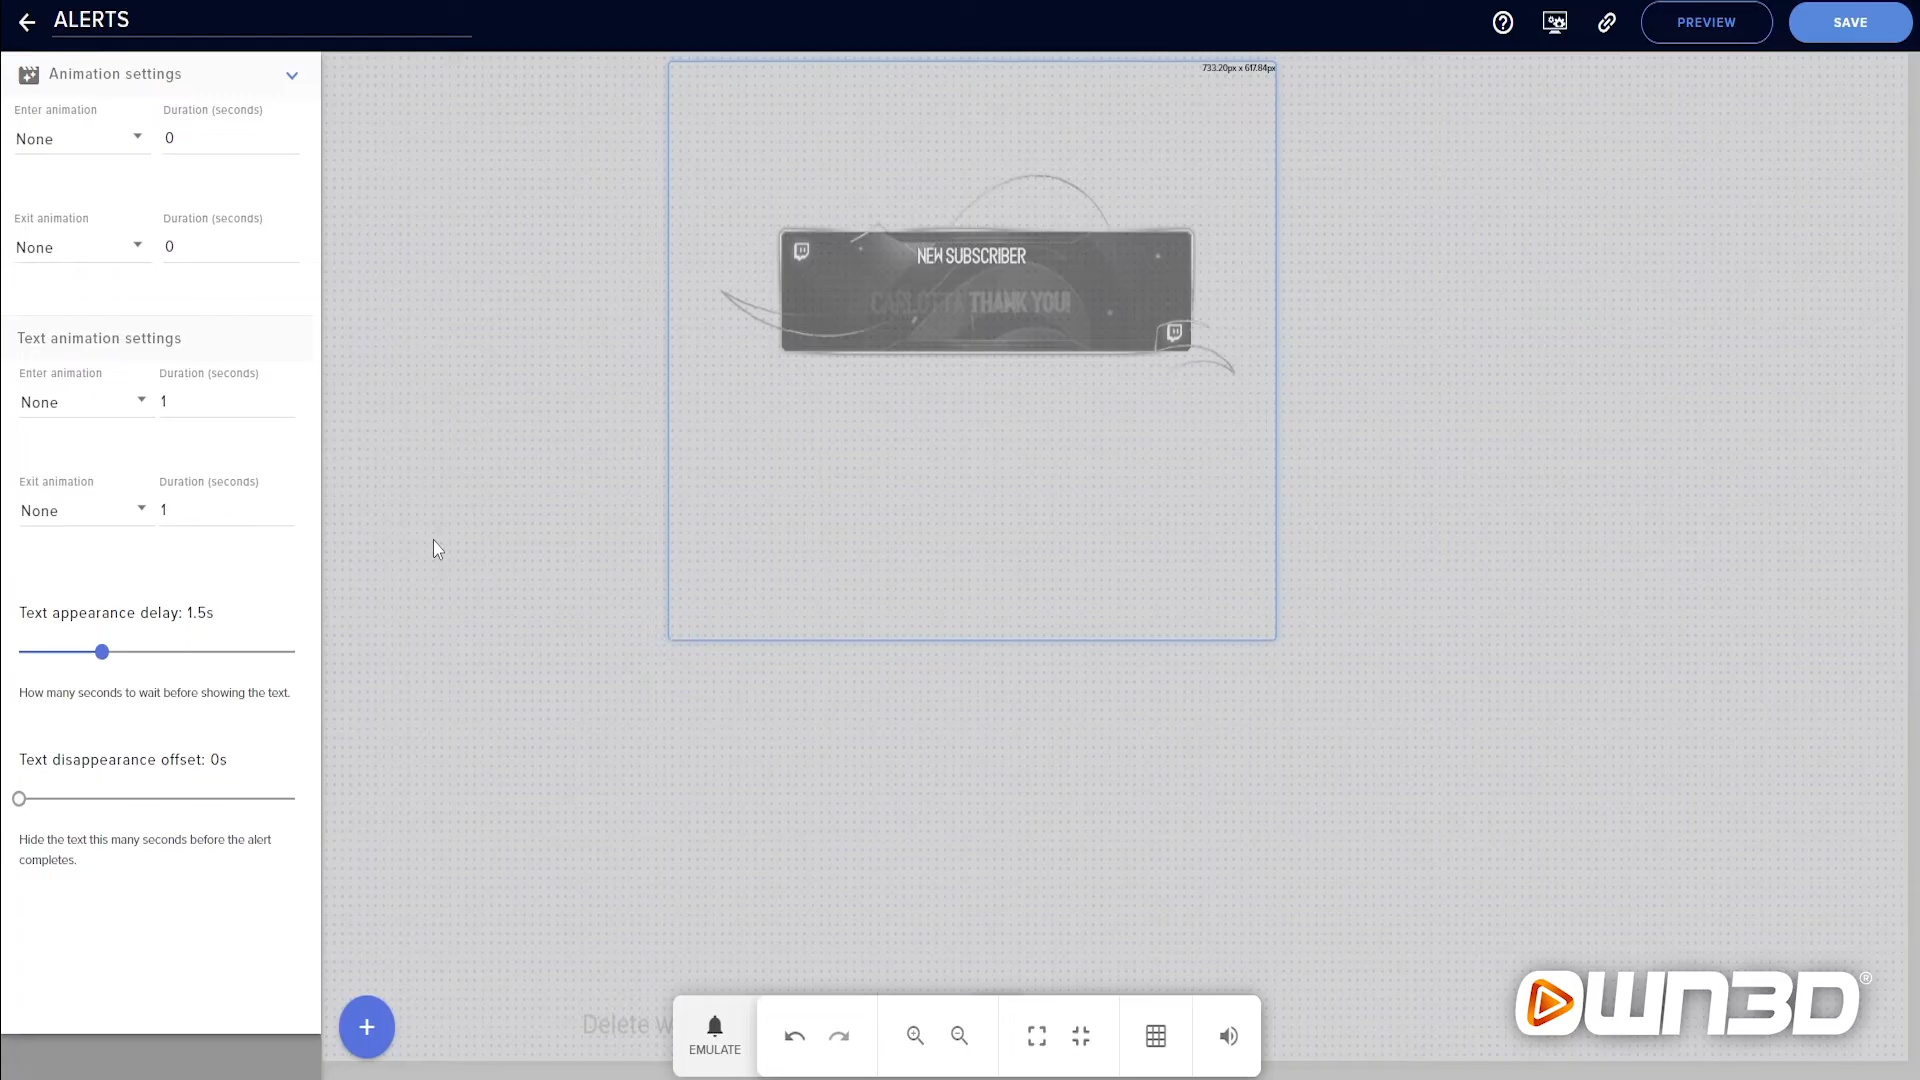 ALERTS
PREVIEW
SAVE
Animation settings
Enter animation
Duration (seconds)
None
0
Exit animation
Duration (seconds)
None
0
Text animation settings
Enter animation
Duration (seconds)
None
1
Exit animation
Duration (seconds)
None
1
Text appearance delay: 1.5s
How many seconds to wait before showing the text.
Text disappearance offset: 0s
Hide the text this many seconds before the alert
completes.
733.20px x 617.84px
NEW SUBSCRIBER
CARLOTTA THANK YOU!
Delete w
EMULATE
OWN3D®